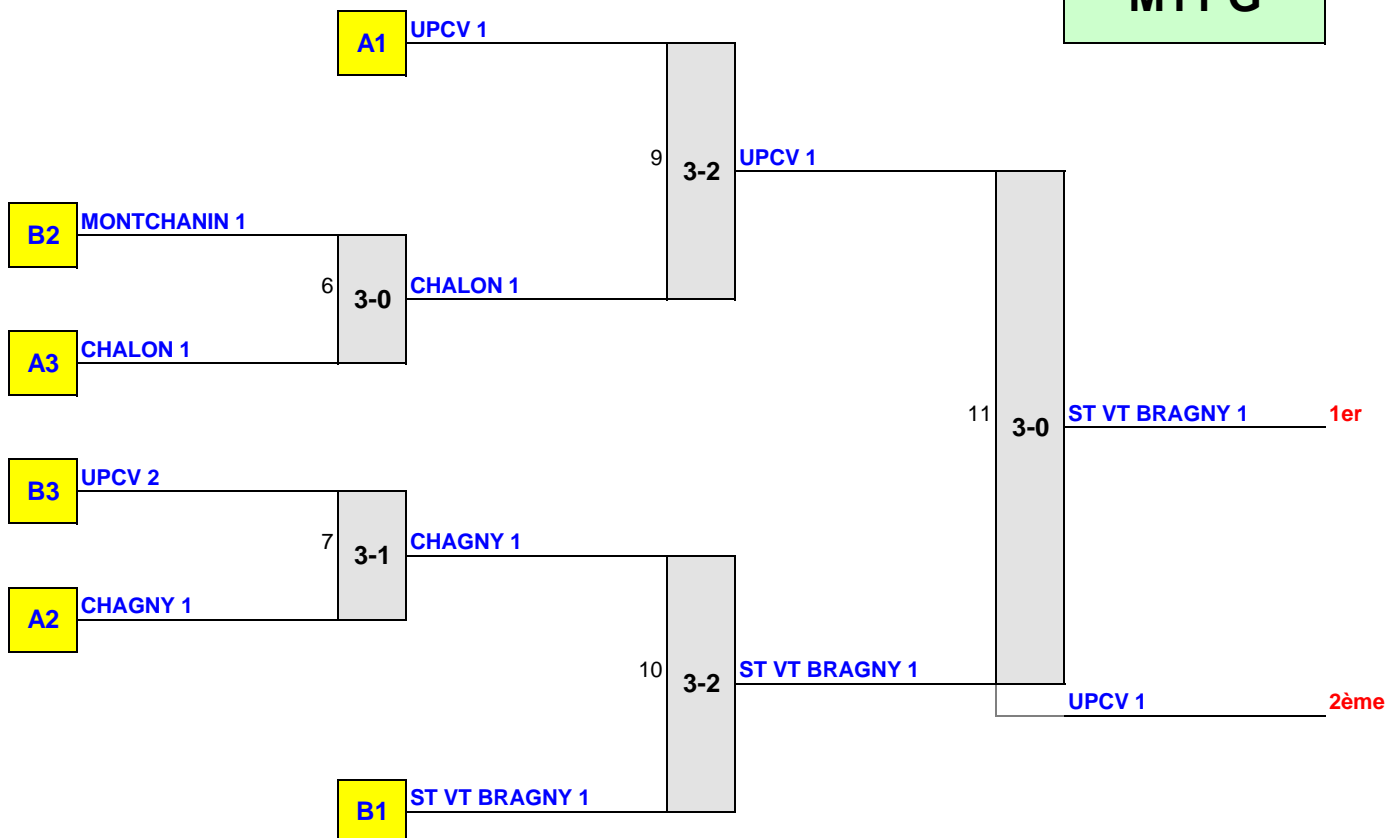 A1
UPCV 1
9
3-2
UPCV 1
B2
MONTCHANIN 1
6
3-0
CHALON 1
A3
CHALON 1
11
3-0
ST VT BRAGNY 1
1er
B3
UPCV 2
7
3-1
CHAGNY 1
A2
CHAGNY 1
10
3-2
ST VT BRAGNY 1
UPCV 1
2ème
B1
ST VT BRAGNY 1